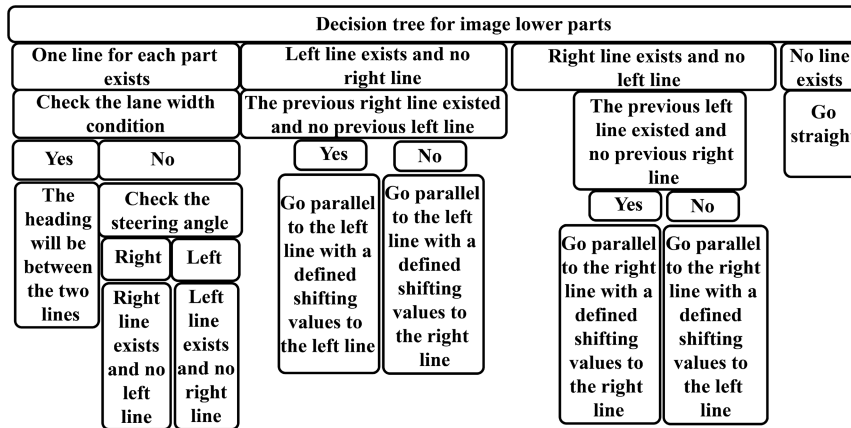 Decision tree for image lower parts
One line for each part
exists
Left line exists and no
right line
Right line exists and no
left line
No line
exists
Check the lane width
condition
The previous right line existed
and no previous left line
The previous left
line existed and
no previous right
line
Go
straight
Yes
No
Yes
No
Yes
No
The
heading
will be
between
the two
lines
Check the
steering angle
Right
Left
Right
line
exists
and no
left
line
Left
line
exists
and no
right
line
Go parallel
to the left
line with a
defined
shifting
values to
the left line
Go parallel
to the left
line with a
defined
shifting
values to
the right
line
Go parallel
to the right
line with a
defined
shifting
values to
the right
line
Go parallel
to the right
line with a
defined
shifting
values to
the left
line